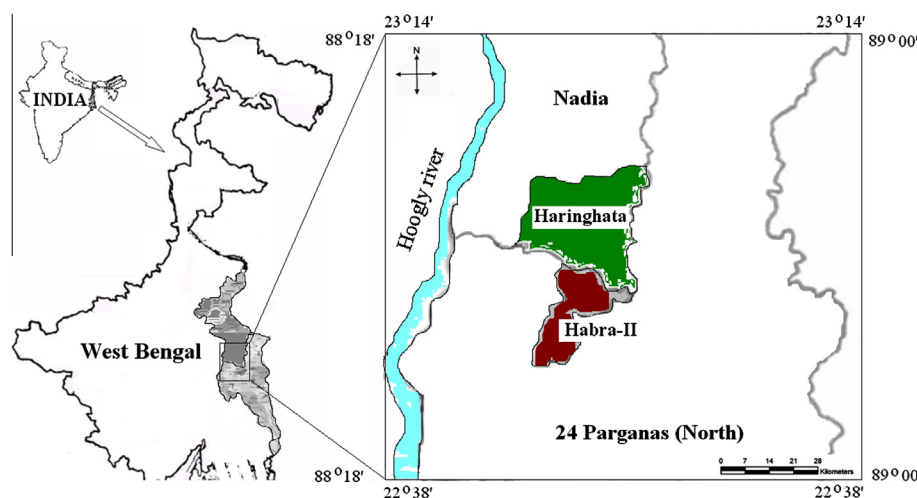 INDIA
West Bengal
23°14'
23°14'
88°18'
89°00'
N
Nadia
Hoogly river
Haringhata
Habra-II
24 Parganas (North)
0 7 14 21 28
Kilometers
88°18'
89°00'
22°38'
22°38'